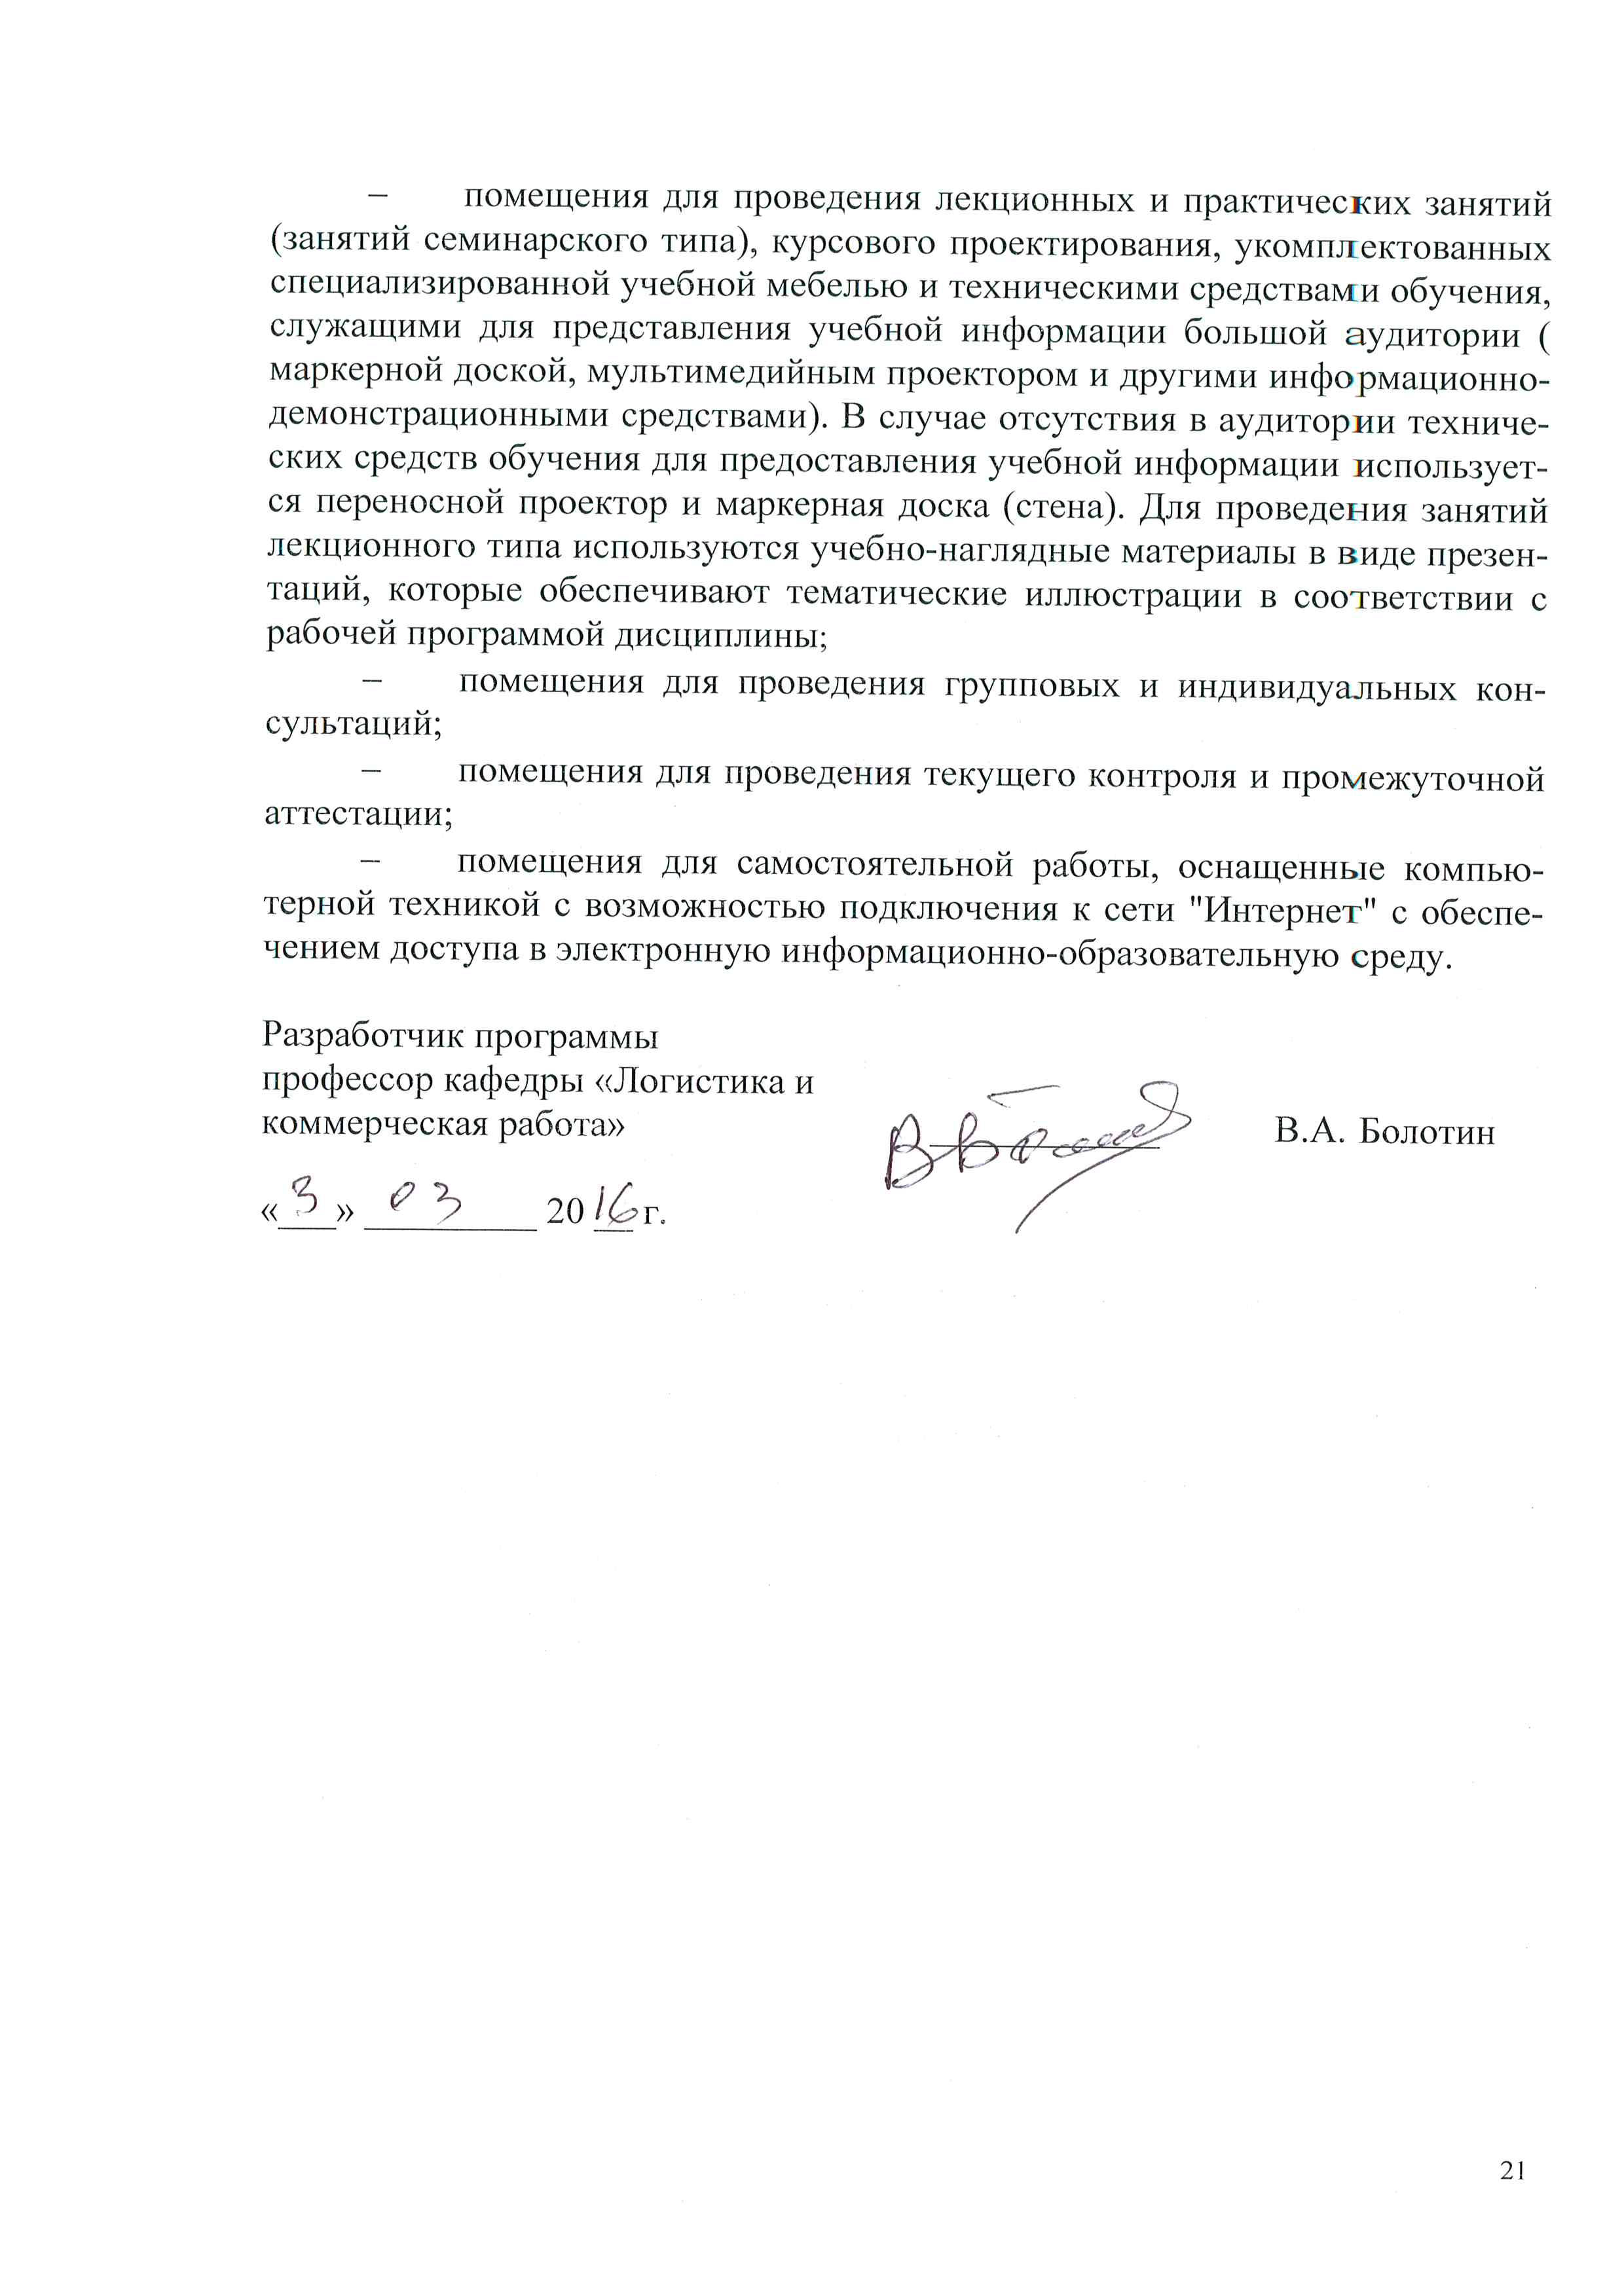 – помещения для проведения лекционных и практических занятий
(занятий семинарского типа), курсового проектирования, укомплектованных
специализированной учебной мебелью и техническими средствами обучения,
служащими для представления учебной информации большой аудитории (
маркерной доской, мультимедийным проектором и другими информационно-
демонстрационными средствами). В случае отсутствия в аудитории техниче-
ских средств обучения для предоставления учебной информации использует-
ся переносной проектор и маркерная доска (стена). Для проведения занятий
лекционного типа используются учебно-наглядные материалы в виде презен-
таций, которые обеспечивают тематические иллюстрации в соответствии с
рабочей программой дисциплины;
– помещения для проведения групповых и индивидуальных кон-
сультаций;
– помещения для проведения текущего контроля и промежуточной
аттестации;
– помещения для самостоятельной работы, оснащенные компью-
терной техникой с возможностью подключения к сети "Интернет" с обеспе-
чением доступа в электронную информационно-образовательную среду.
Разработчик программы
профессор кафедры «Логистика и
коммерческая работа» В.А. Болотин
«3» 03 2016 г.
21